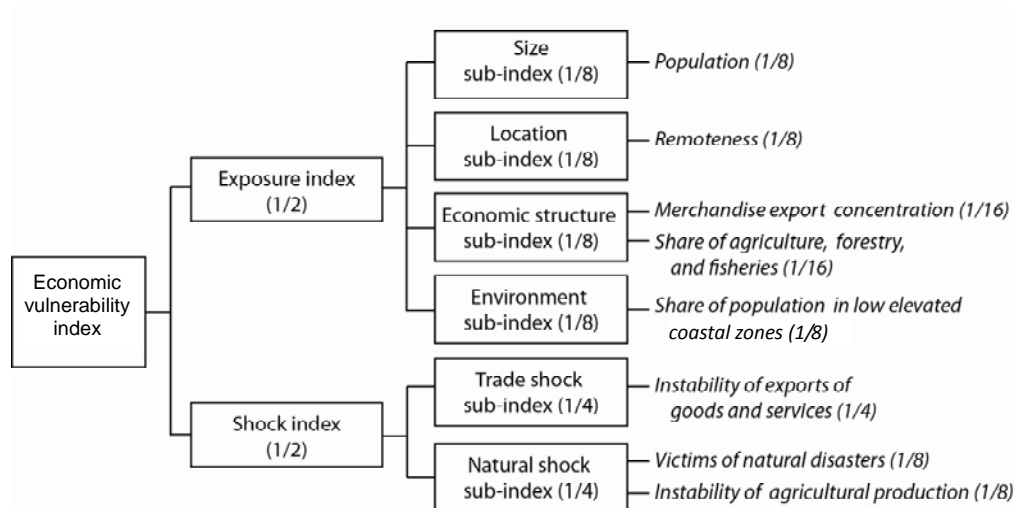 Economic
vulnerability
index
Exposure index
(1/2)
Shock index
(1/2)
Size
sub-index (1/8)
Location
sub-index (1/8)
Economic structure
sub-index (1/8)
Environment
sub-index (1/8)
Trade shock
sub-index (1/4)
Natural shock
sub-index (1/4)
Population (1/8)
Remoteness (1/8)
Merchandise export concentration (1/16)
Share of agriculture, forestry,
and fisheries (1/16)
Share of population in low elevated
coastal zones (1/8)
Instability of exports of
goods and services (1/4)
Victims of natural disasters (1/8)
Instability of agricultural production (1/8)